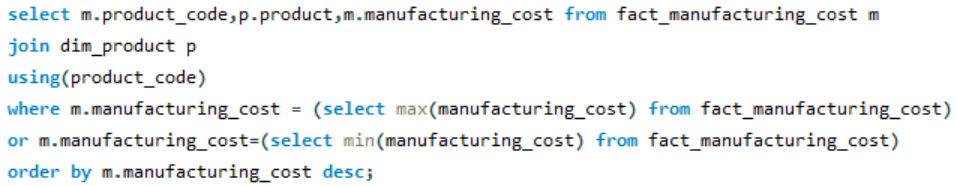 select m.product_code,p.product,m.manufacturing_cost from fact_manufacturing_cost m
join dim_product p
using(product_code)
where m.manufacturing_cost = (select max(manufacturing_cost) from fact_manufacturing_cost)
or m.manufacturing_cost=(select min(manufacturing_cost) from fact_manufacturing_cost)
order by m.manufacturing_cost desc;